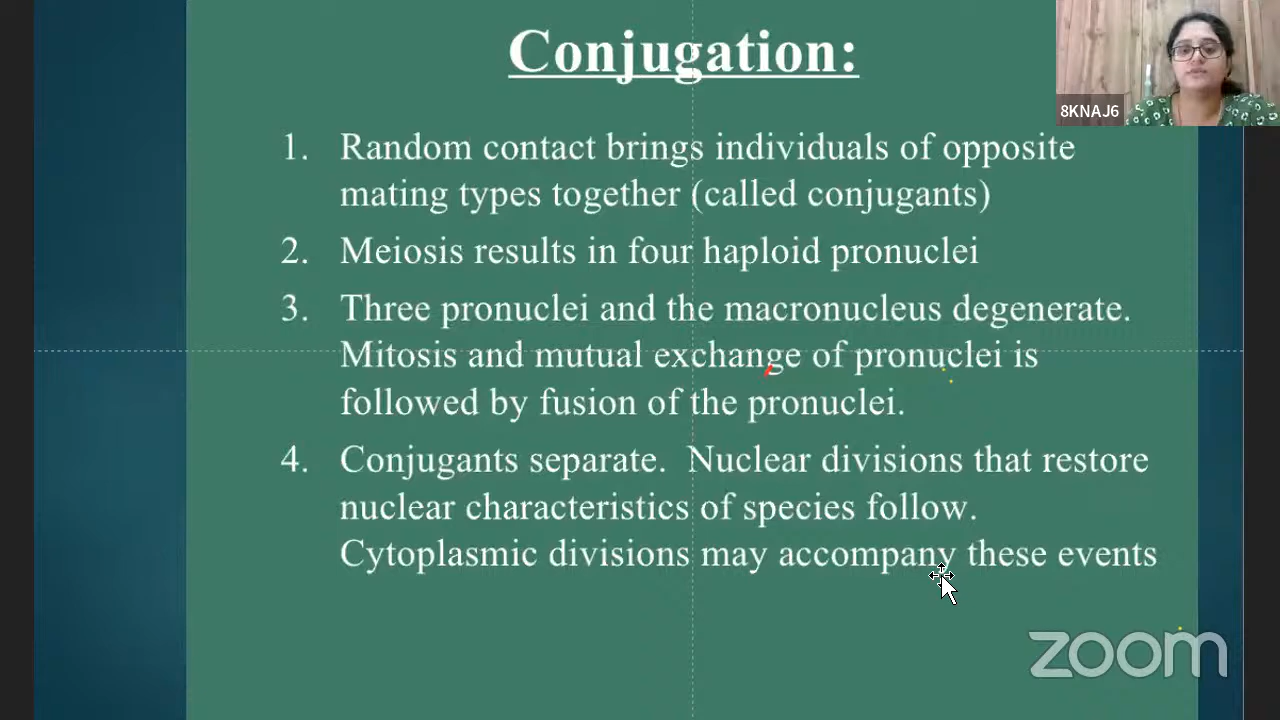 Conjugation:
8KNAJ6
1. Random contact brings individuals of opposite
mating types together (called conjugants)
2. Meiosis results in four haploid pronuclei
3. Three pronuclei and the macronucleus degenerate.
Mitosis and mutual exchange of pronuclei is
followed by fusion of the pronuclei.
4. Conjugants separate.  Nuclear divisions that restore
nuclear characteristics of species follow.
Cytoplasmic divisions may accompany these events
zoom